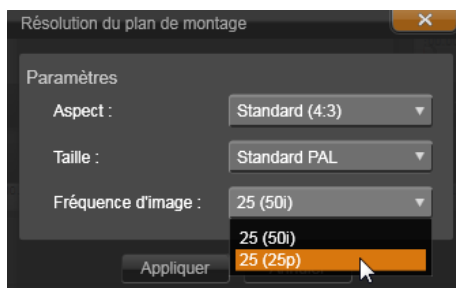 Résolution du plan de montage
Paramètres
Aspect : Standard (4:3)
Taille : Standard PAL
Fréquence d'image : 25 (50i)
25 (50i)
25 (25p)
Appliquer